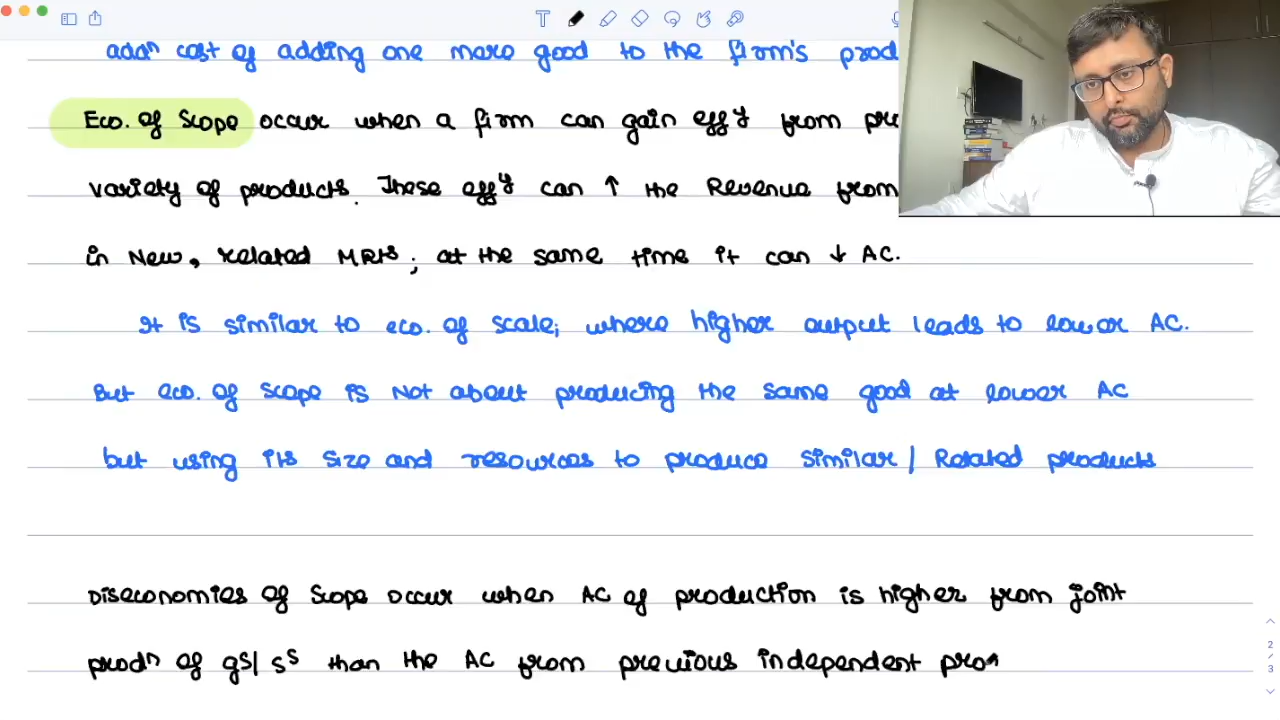 addn cost of adding one more good to the firm's prod
Eco. of Scope occur when a firm can gain effy from pro
variety of products. These effy can ↑ the Revenue from
in New, related MRts; at the same time it can ↓ AC.
It is similar to eco. of scale; where higher output leads to lower AC.
But eco. of scope is Not about producing the same good at lower AC
but using its size and resources to produce similar / Related products
Diseconomies of Scope occur when AC of production is higher from joint
prodn of gs/ss than the AC from previous independent pro
2
/
3